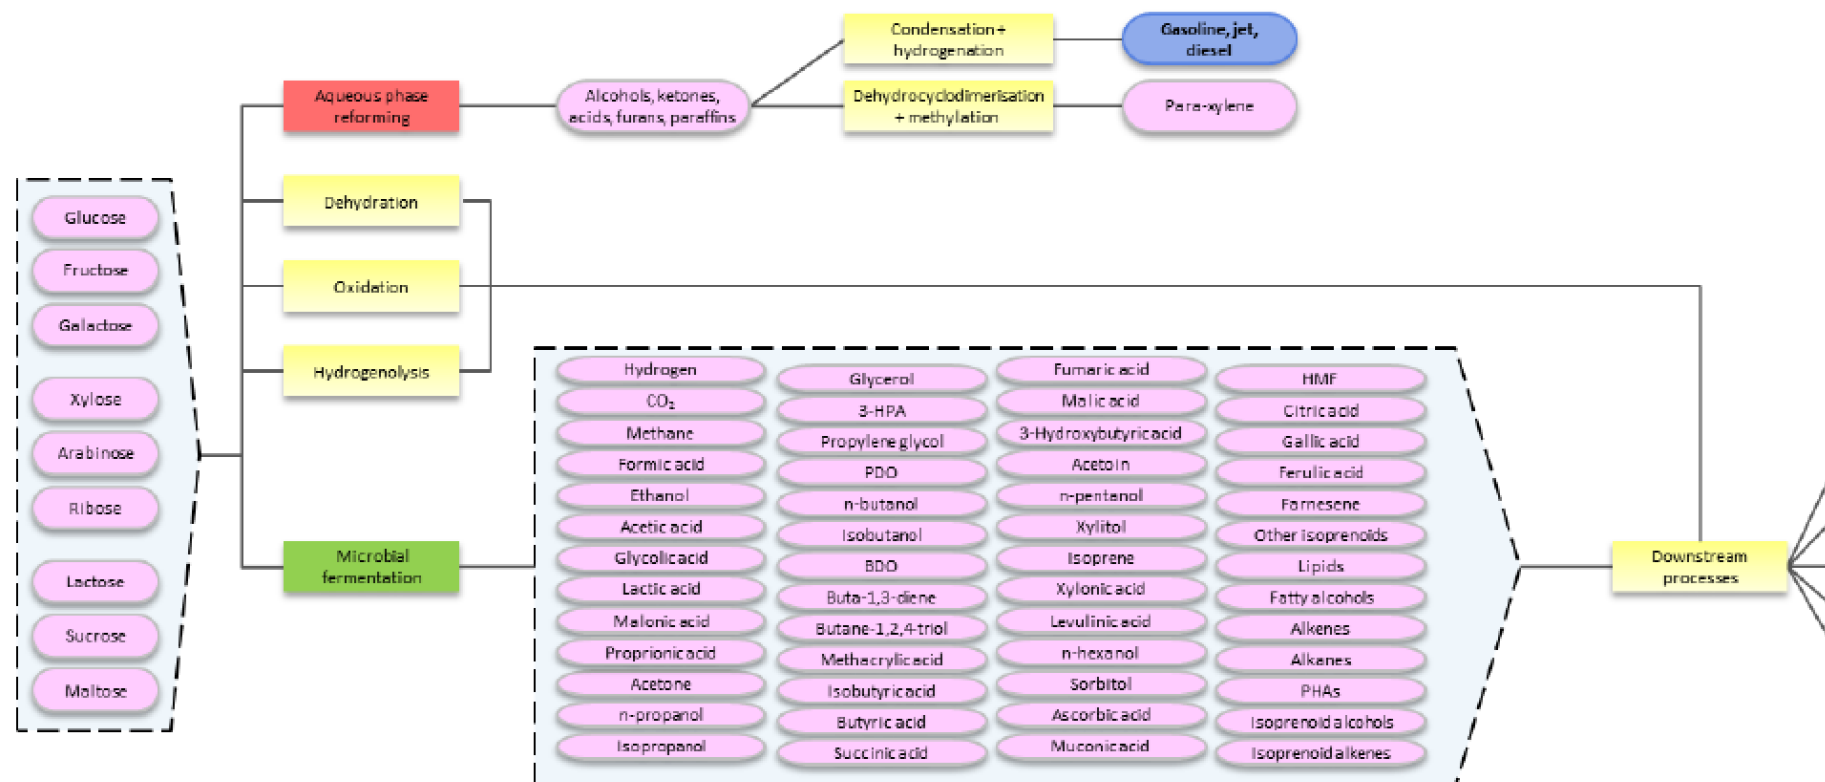 Condensation+
hydrogenation
Gasoline, jet,
diesel
Aqueous phase
reforming
Alcohols, ketones,
acids, furans, paraffins
Dehydrocyclodimerisation
+ methylation
Para-xylene
Dehydration
Oxidation
Hydrogenolysis
Microbial
fermentation
Glucose
Fructose
Galactose
Xylose
Arabinose
Ribose
Lactose
Sucrose
Maltose
Hydrogen
CO₂
Methane
Formic acid
Ethanol
Acetic acid
Glycolic acid
Lactic acid
Malonic acid
Proprionic acid
Acetone
n-propanol
Isopropanol
Glycerol
3-HPA
Propylene glycol
PDO
n-butanol
Isobutanol
BDO
Buta-1,3-diene
Butane-1,2,4-triol
Methacrylic acid
Isobutyric acid
Butyric acid
Succinic acid
Fumaric acid
Malic acid
3-Hydroxybutyric acid
Acetoin
n-pentanol
Xylitol
Isoprene
Xylonic acid
Levulinic acid
n-hexanol
Sorbitol
Ascorbic acid
Muconic acid
HMF
Citric acid
Gallic acid
Ferulic acid
Farnesene
Other isoprenoids
Lipids
Fatty alcohols
Alkenes
Alkanes
PHAs
Isoprenoid alcohols
Isoprenoid alkenes
Downstream
processes